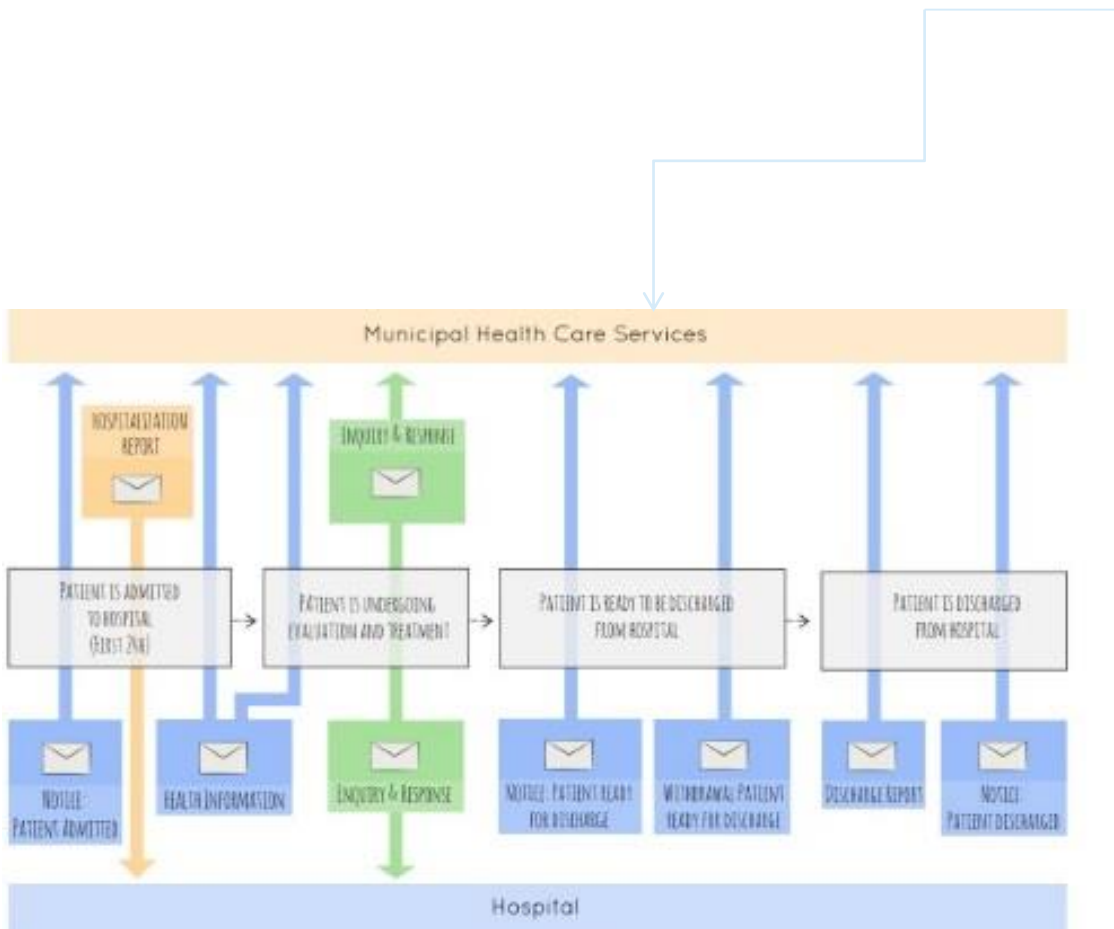 Municipal Health Care Services
HOSPITALISATION
REPORT
ENQUIRY & RESPONSE
PATIENT IS ADMITTED
TO HOSPITAL
(FIRST 24H)
PATIENT IS UNDERGOING
EVALUATION AND TREATMENT
PATIENT IS READY TO BE DISCHARGED
FROM HOSPITAL
PATIENT IS DISCHARGED
FROM HOSPITAL
NOTICE:
PATIENT ADMITTED
HEALTH INFORMATION
ENQUIRY & RESPONSE
NOTICE: PATIENT READY
FOR DISCHARGE
WITHDRAWAL PATIENT
READY FOR DISCHARGE
DISCHARGE REPORT
NOTICE:
PATIENT DISCHARGED
Hospital